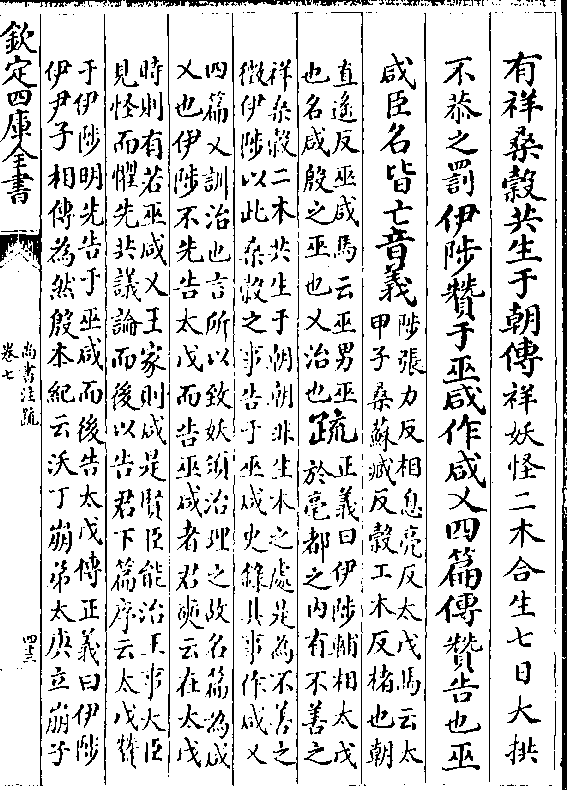 有祥桑穀共生于朝傳祥妖怪二木合生七日大拱
不恭之罰伊陟贊于巫咸作咸乂四篇傳贊告也巫
咸臣名皆亡音義
陟張力反相息亮反太戊馬云太
甲子桑蘇臧反穀工木反楮也朝
直遙反巫咸馬云巫男巫
也名咸殷之巫也乂治也
疏
正義曰伊陟輔相太戊
於亳都之内有不善之
祥桑穀二木共生于朝朝非生木之處是為不善之
徵伊陟以此桑穀之事告于巫咸史錄其事作咸乂
四篇乂訓治也言所以致妖須治理之故名篇為咸
乂也伊陟不先告太戊而告巫咸者君奭云在太戊
時則有若巫咸乂王家則咸是賢臣能治王事大臣
見怪而懼先共議論而後以告君下篇序云太戊贊
于伊陟明先告于巫咸而後告太戊傳正義曰伊陟
伊尹子相傳為然殷本紀云沃丁崩弟太庚立崩子
欽定四庫全書
尚書注疏
卷七
四三